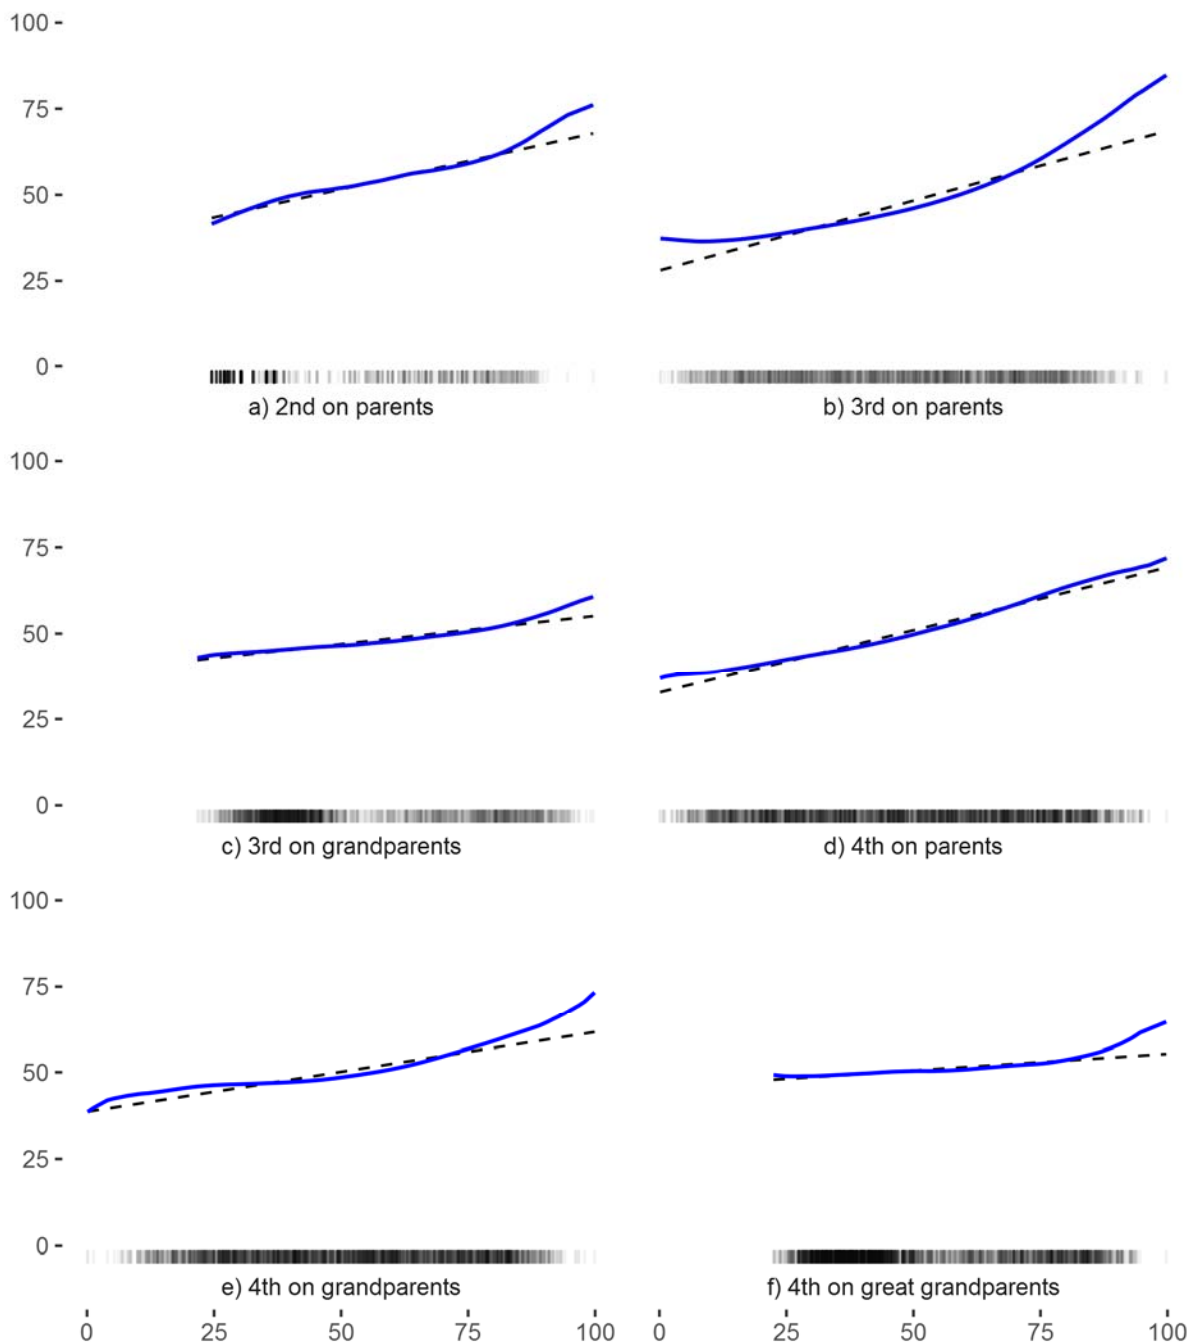 100
75
50
25
0
a) 2nd on parents
b) 3rd on parents
100
75
50
25
0
c) 3rd on grandparents
d) 4th on parents
100
75
50
25
0
e) 4th on grandparents
f) 4th on great grandparents
0 25 50 75 100 0 25 50 75 100